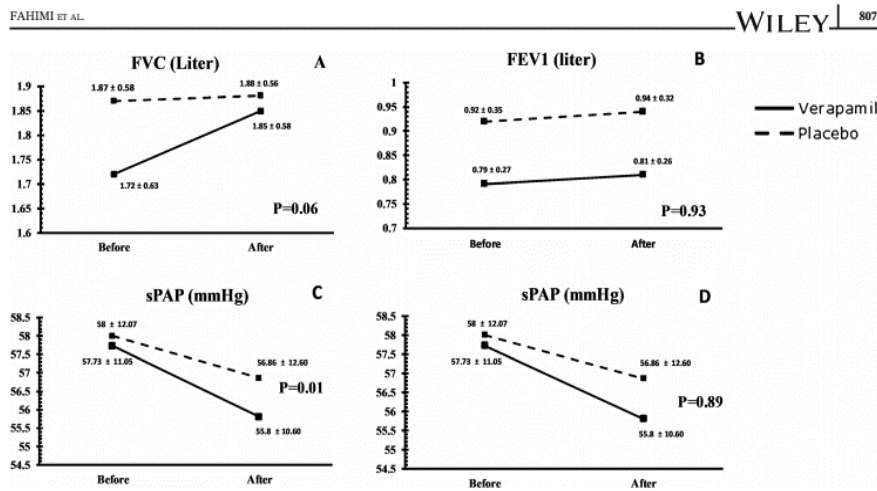 FAHIMI ET AL.
WILEY 807
FVC (Liter) A
1.9
1.85
1.8
1.75
1.7
1.65
1.6
1.87 ± 0.58
1.88 ± 0.56
1.85 ± 0.58
1.72 ± 0.63
P=0.06
Before After
FEV1 (liter) B
1
0.95
0.9
0.85
0.8
0.75
0.7
0.92 ± 0.35
0.94 ± 0.32
0.79 ± 0.27
0.81 ± 0.26
P=0.93
Before After
Verapamil
Placebo
sPAP (mmHg) C
58.5
58
57.5
57
56.5
56
55.5
55
54.5
58 ± 12.07
57.73 ± 11.05
56.86 ± 12.60
P=0.01
55.8 ± 10.60
Before After
sPAP (mmHg) D
58.5
58
57.5
57
56.5
56
55.5
55
54.5
58 ± 12.07
57.73 ± 11.05
56.86 ± 12.60
P=0.89
55.8 ± 10.60
Before After